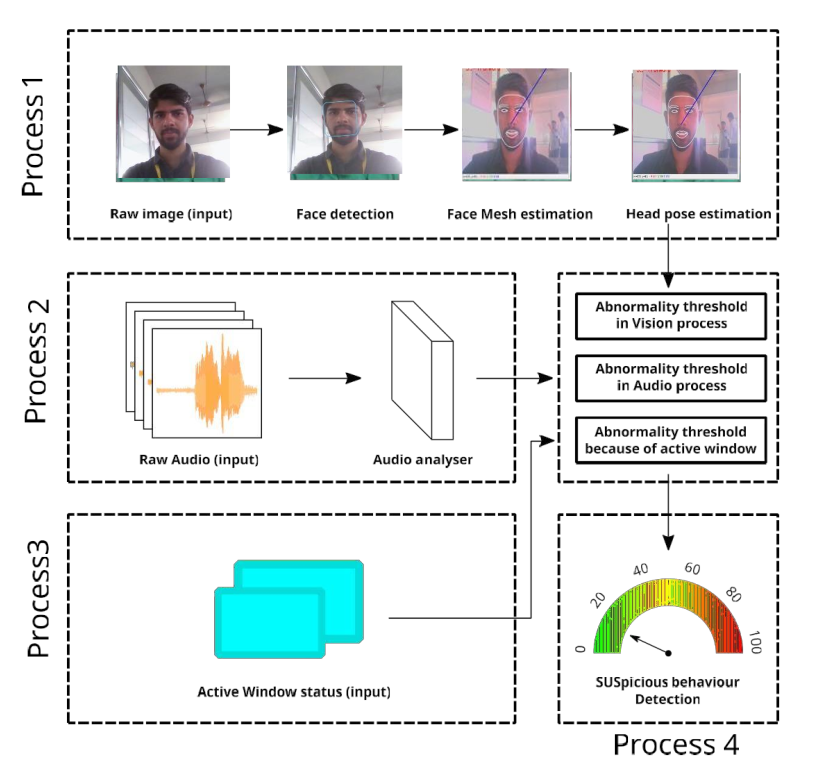 Process 1
Raw image (input)
Face detection
Face Mesh estimation
Head pose estimation
Process 2
Raw Audio (input)
Audio analyser
Abnormality threshold
in Vision process
Abnormality threshold
in Audio process
Abnormality threshold
because of active window
Process3
Active Window status (input)
0
20
40
60
80
100
SUSpicious behaviour
Detection
Process 4